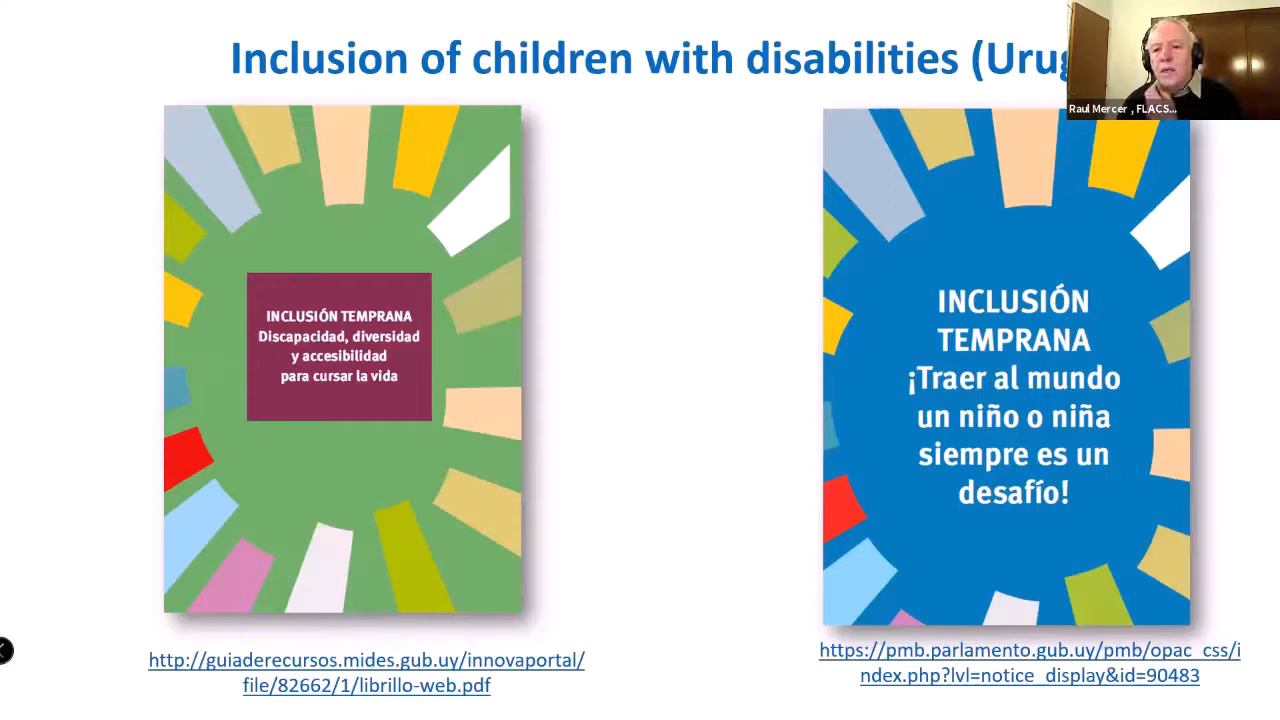 Inclusion of children with disabilities (Urug
Raul Mercer , FLACS...
INCLUSIÓN TEMPRANA
Discapacidad, diversidad
y accesibilidad
para cursar la vida
INCLUSIÓN
TEMPRANA
¡Traer al mundo
un niño o niña
siempre es un
desafío!
http://guiaderecursos.mides.gub.uy/innovaportal/
file/82662/1/librillo-web.pdf
https://pmb.parlamento.gub.uy/pmb/opac_css/i
ndex.php?lvl=notice_display&id=90483